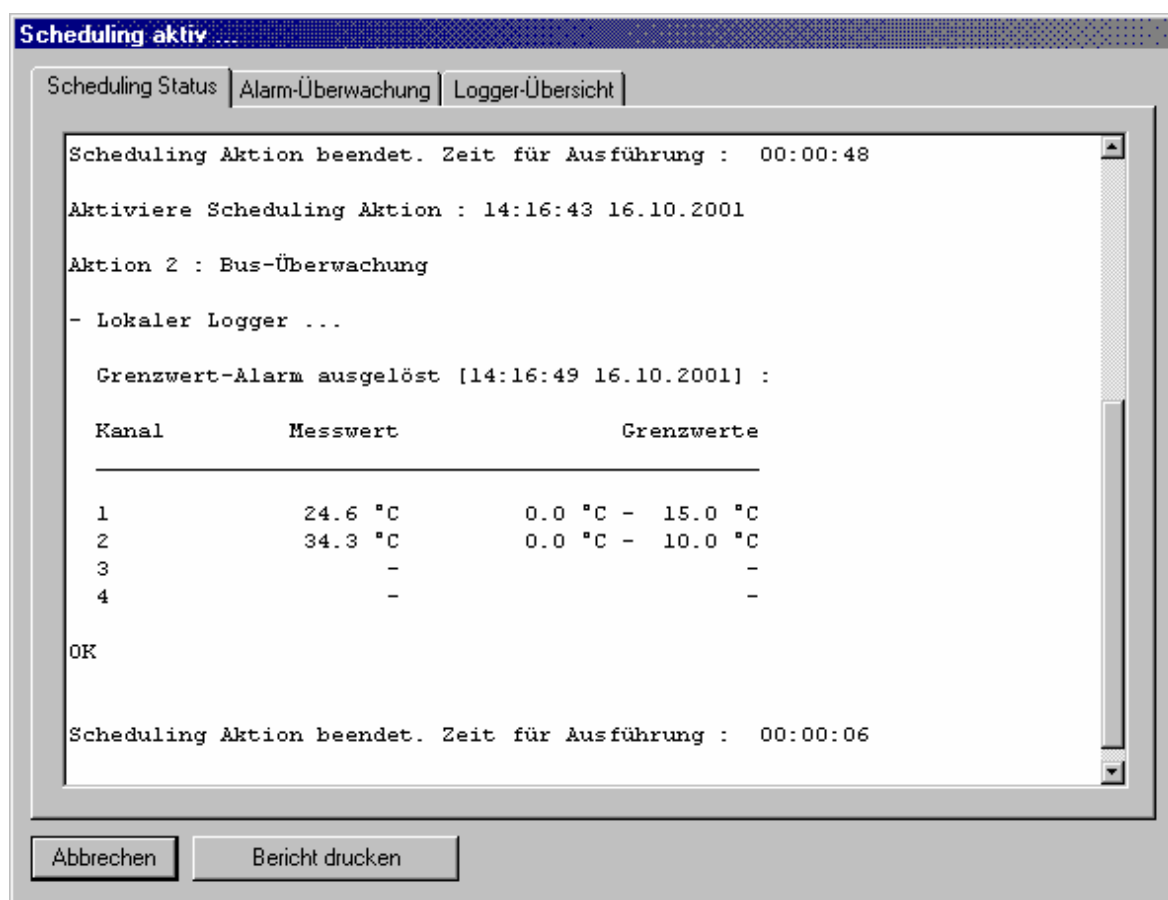 Scheduling aktiv ...
Scheduling Status Alarm-Überwachung Logger-Übersicht
Scheduling Aktion beendet. Zeit für Ausführung : 00:00:48
Aktiviere Scheduling Aktion : 14:16:43 16.10.2001
Aktion 2 : Bus-Überwachung
- Lokaler Logger ...
Grenzwert-Alarm ausgelöst [14:16:49 16.10.2001] :
Kanal Messwert Grenzwerte
1 24.6 °C 0.0 °C - 15.0 °C
2 34.3 °C 0.0 °C - 10.0 °C
3 - -
4 - -
OK
Scheduling Aktion beendet. Zeit für Ausführung : 00:00:06
Abbrechen Bericht drucken